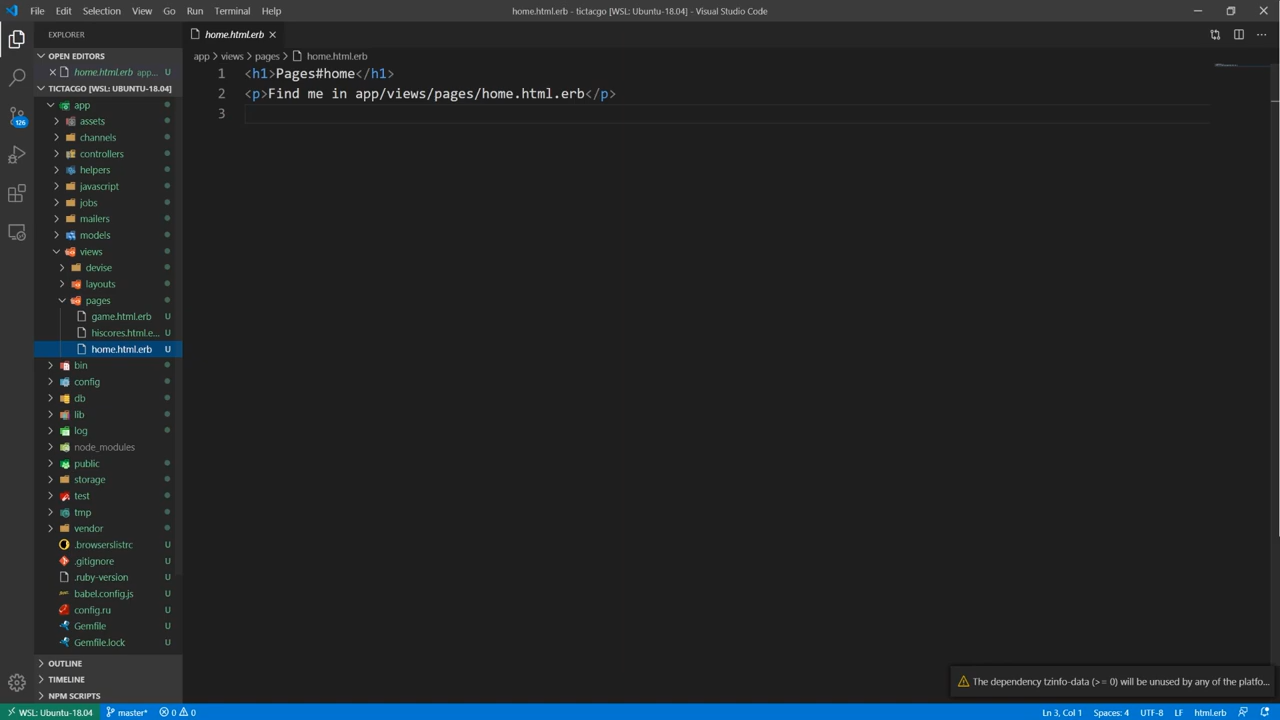 File Edit Selection View Go Run Terminal Help
home.html.erb - tictacgo [WSL: Ubuntu-18.04] - Visual Studio Code
EXPLORER
OPEN EDITORS
home.html.erb app... U
TICTACGO [WSL: UBUNTU-18.04]
app
assets
channels
controllers
helpers
javascript
jobs
mailers
models
views
devise
layouts
pages
game.html.erb U
hiscores.html.e... U
home.html.erb U
bin
config
db
lib
log
node_modules
public
storage
test
tmp
vendor
.browserslistrc U
.gitignore U
.ruby-version U
babel.config.js U
config.ru U
Gemfile U
Gemfile.lock U
OUTLINE
TIMELINE
NPM SCRIPTS
126
home.html.erb
app > views > pages > home.html.erb
1 <h1>Pages#home</h1>
2 <p>Find me in app/views/pages/home.html.erb</p>
3
The dependency tzinfo-data (>= 0) will be unused by any of the platfo...
WSL: Ubuntu-18.04 master* 0 0 Ln 3, Col 1 Spaces: 4 UTF-8 LF html.erb